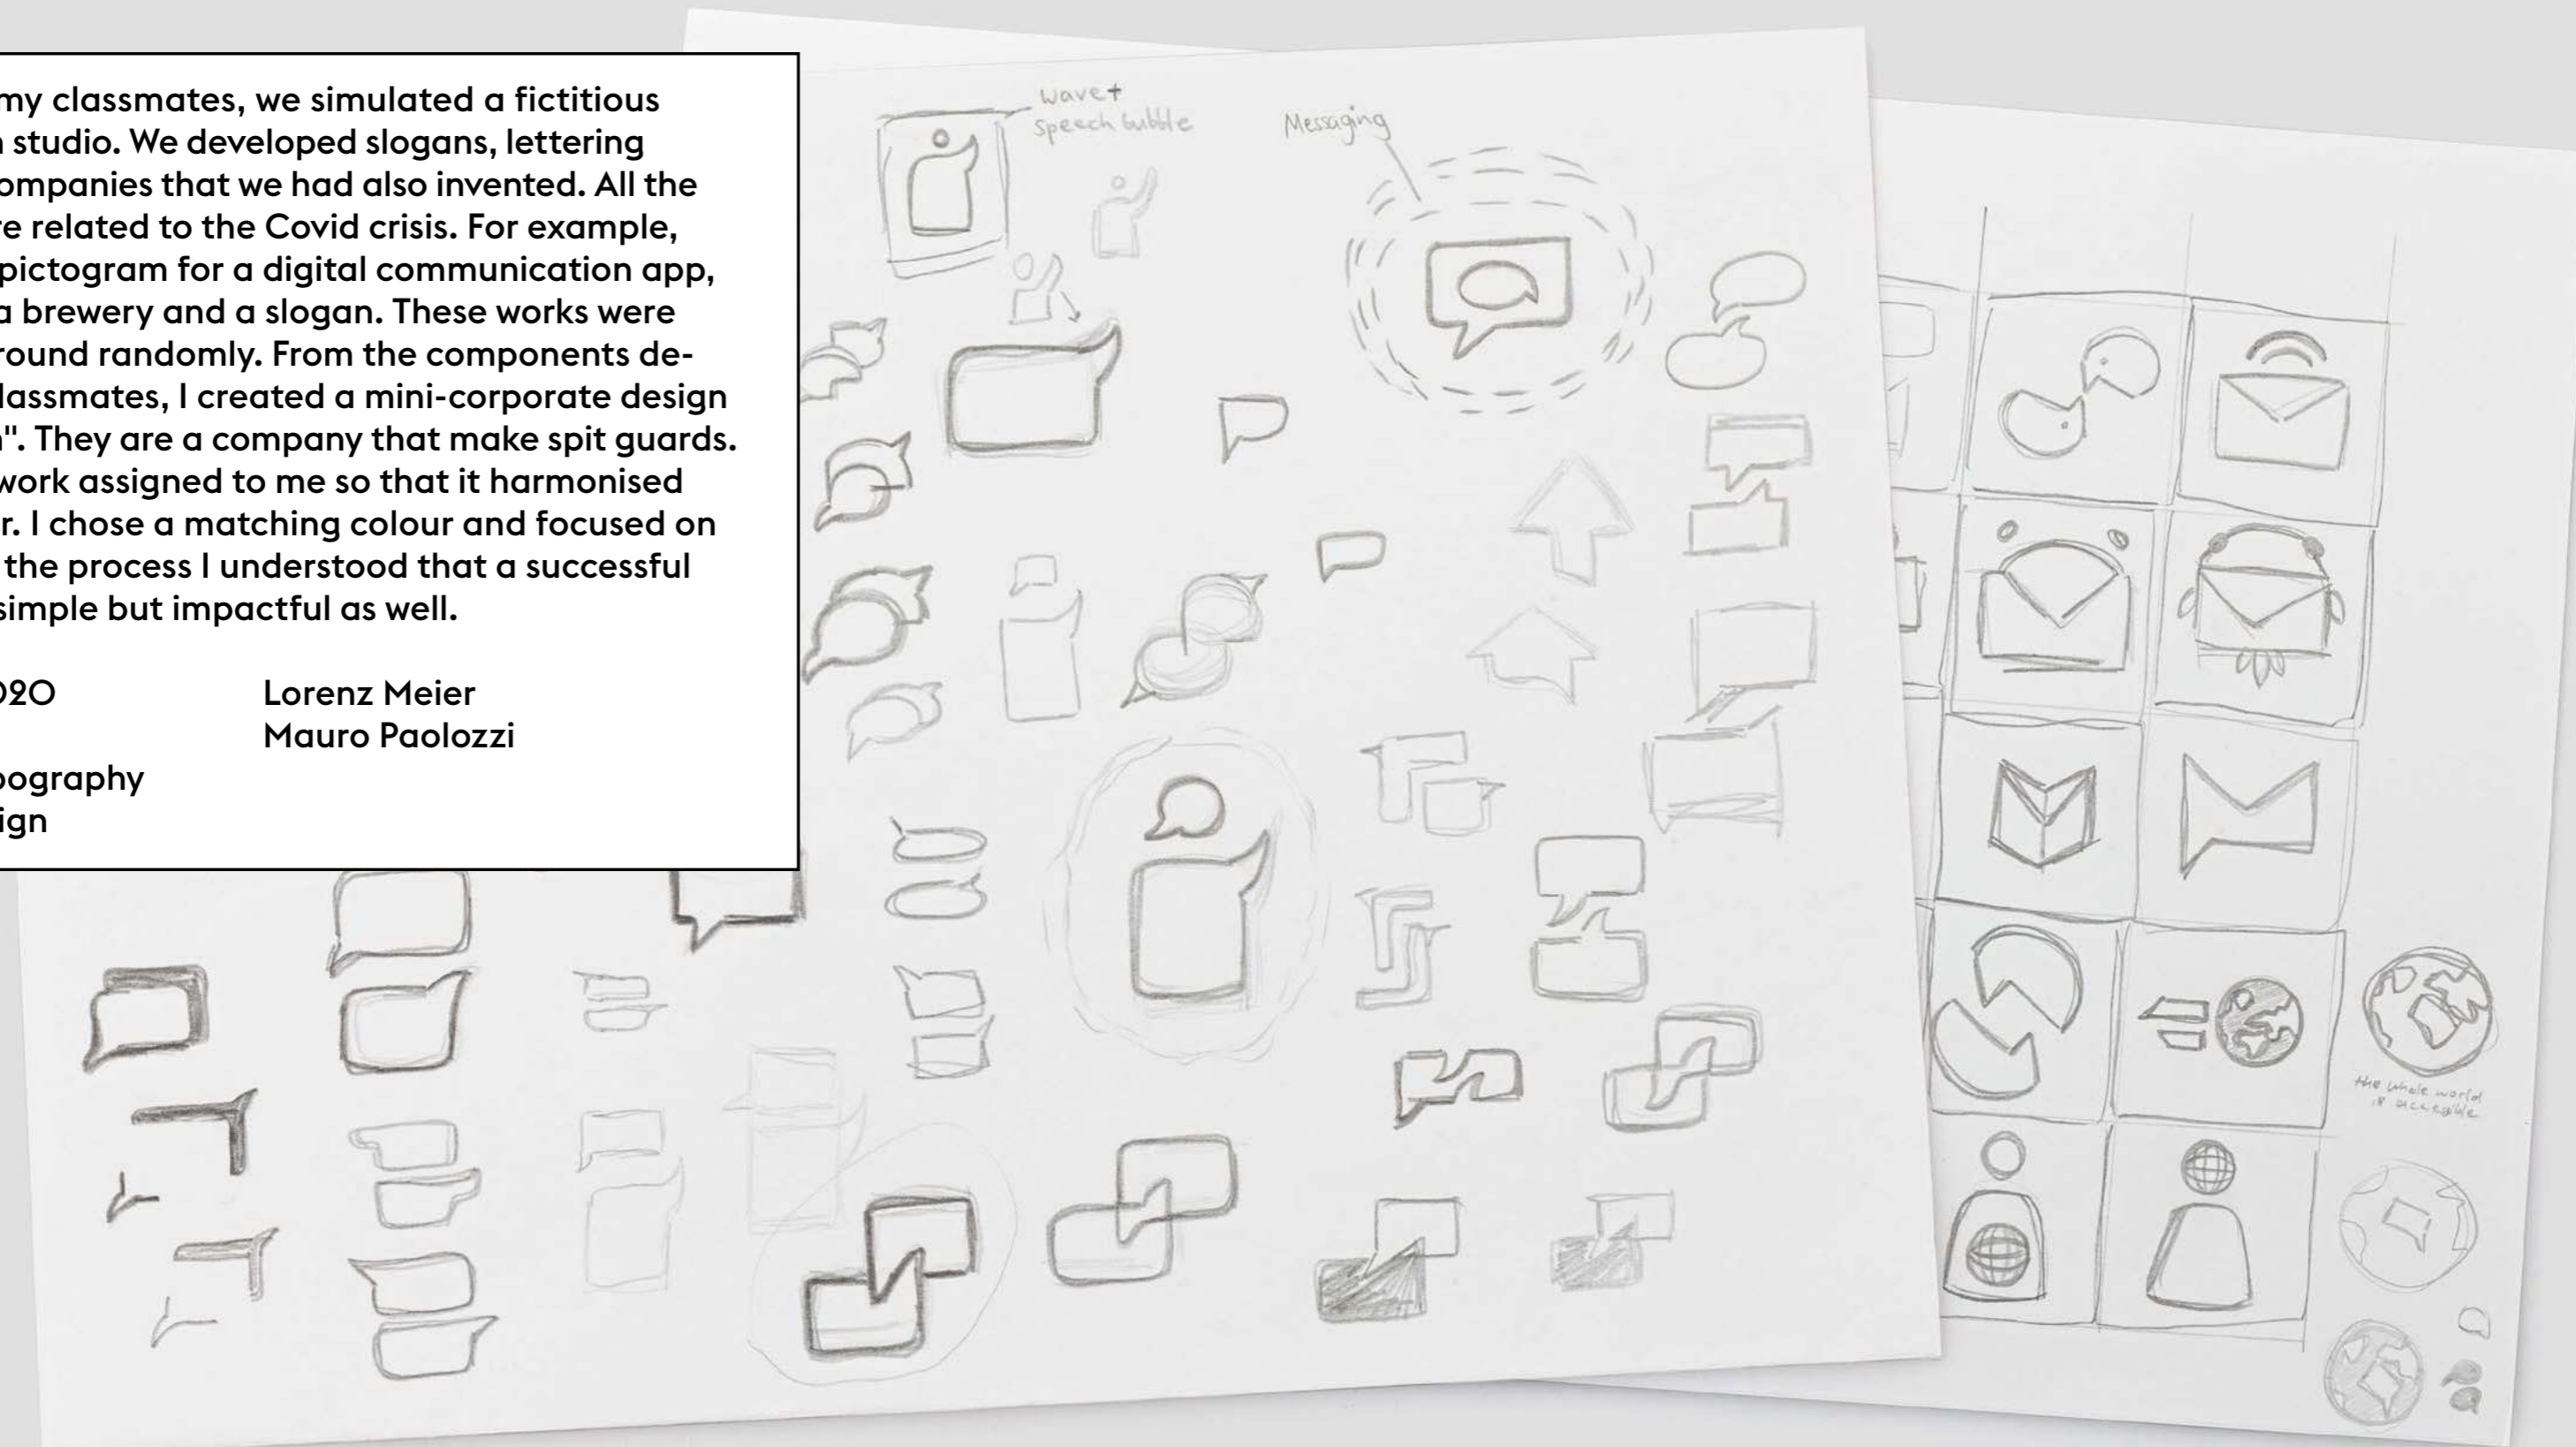 my classmates, we simulated a fictitious
studio. We developed slogans, lettering
ompanies that we had also invented. All the
e related to the Covid crisis. For example,
pictogram for a digital communication app,
a brewery and a slogan. These works were
round randomly. From the components de-
lassmates, I created a mini-corporate design
". They are a company that make spit guards.
work assigned to me so that it harmonised
r. I chose a matching colour and focused on
the process I understood that a successful
simple but impactful as well.
020
Lorenz Meier
Mauro Paolozzi
pography
ign
wave +
speech bubble
Messaging
the whole world
is accessible